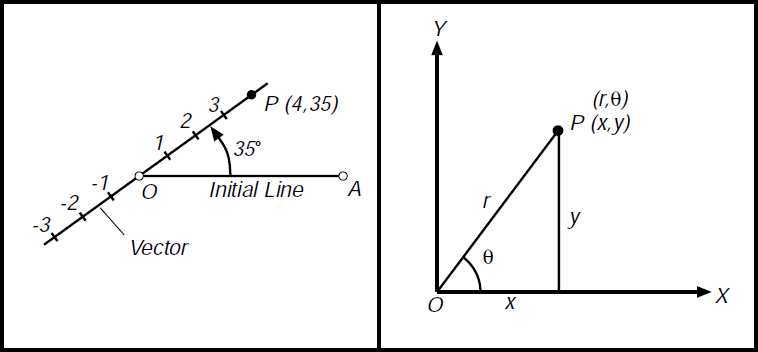 3
P (4,35)
2
1
35°
-1
O
Initial Line
A
-2
-3
Vector
Y
(r,θ)
P (x,y)
r
y
θ
O
x
X